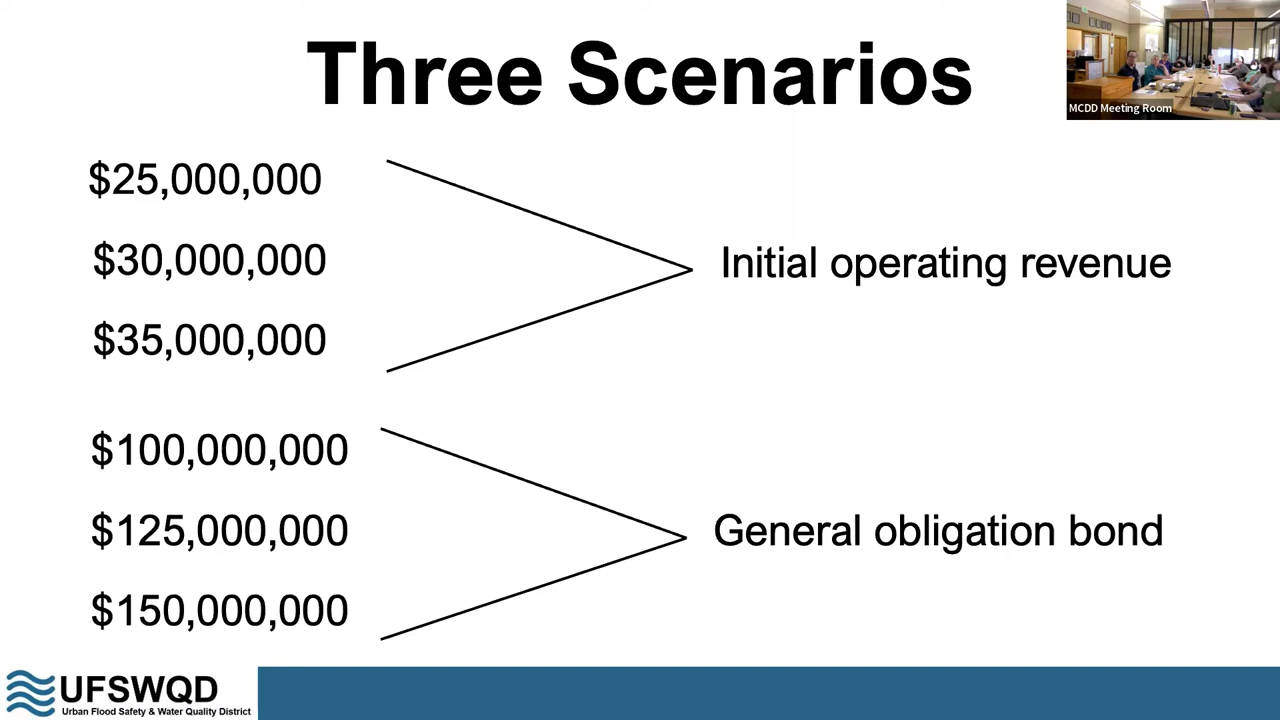 Three Scenarios
MCDD Meeting Room
$25,000,000
$30,000,000
Initial operating revenue
$35,000,000
$100,000,000
$125,000,000
General obligation bond
$150,000,000
UFSWQD
Urban Flood Safety & Water Quality District